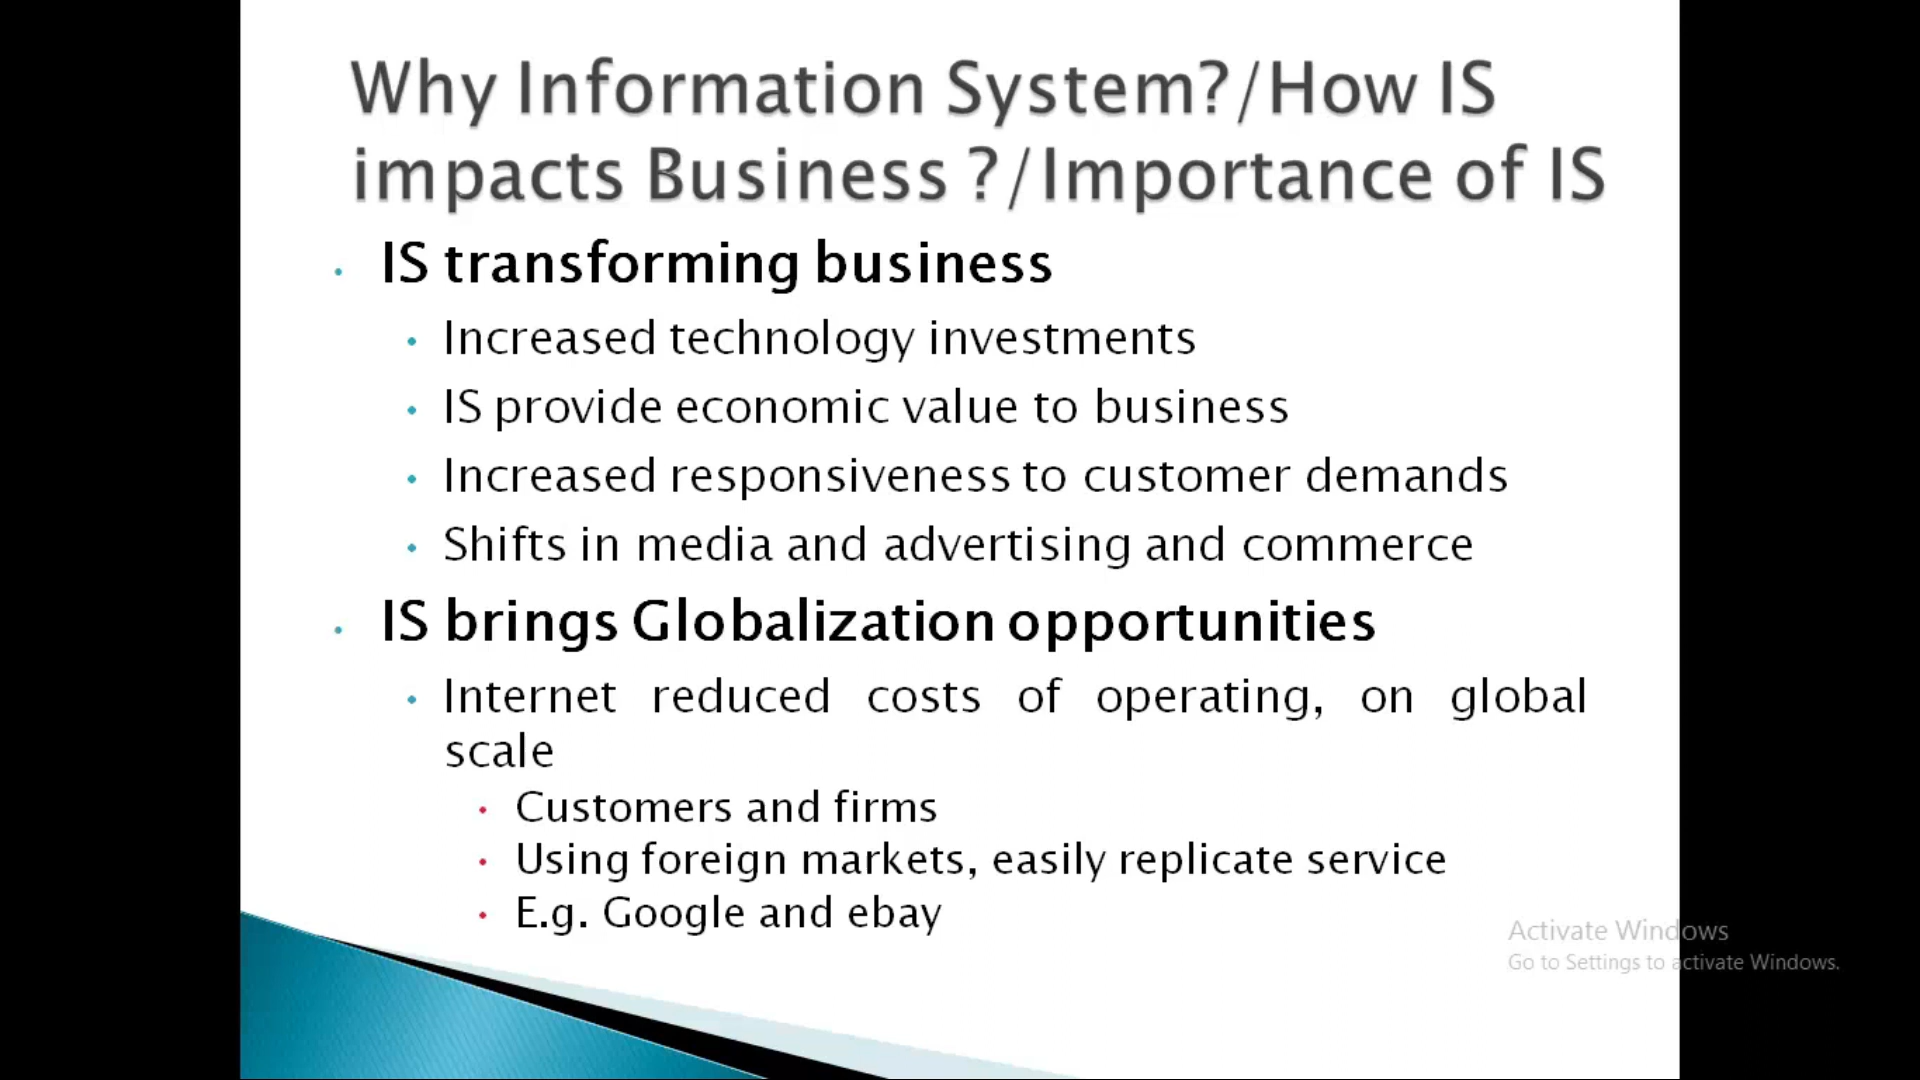 Why Information System?/How IS
impacts Business ?/Importance of IS
IS transforming business
Increased technology investments
IS provide economic value to business
Increased responsiveness to customer demands
Shifts in media and advertising and commerce
IS brings Globalization opportunities
Internet reduced costs of operating, on global
scale
Customers and firms
Using foreign markets, easily replicate service
E.g. Google and ebay
Activate Windows
Go to Settings to activate Windows.